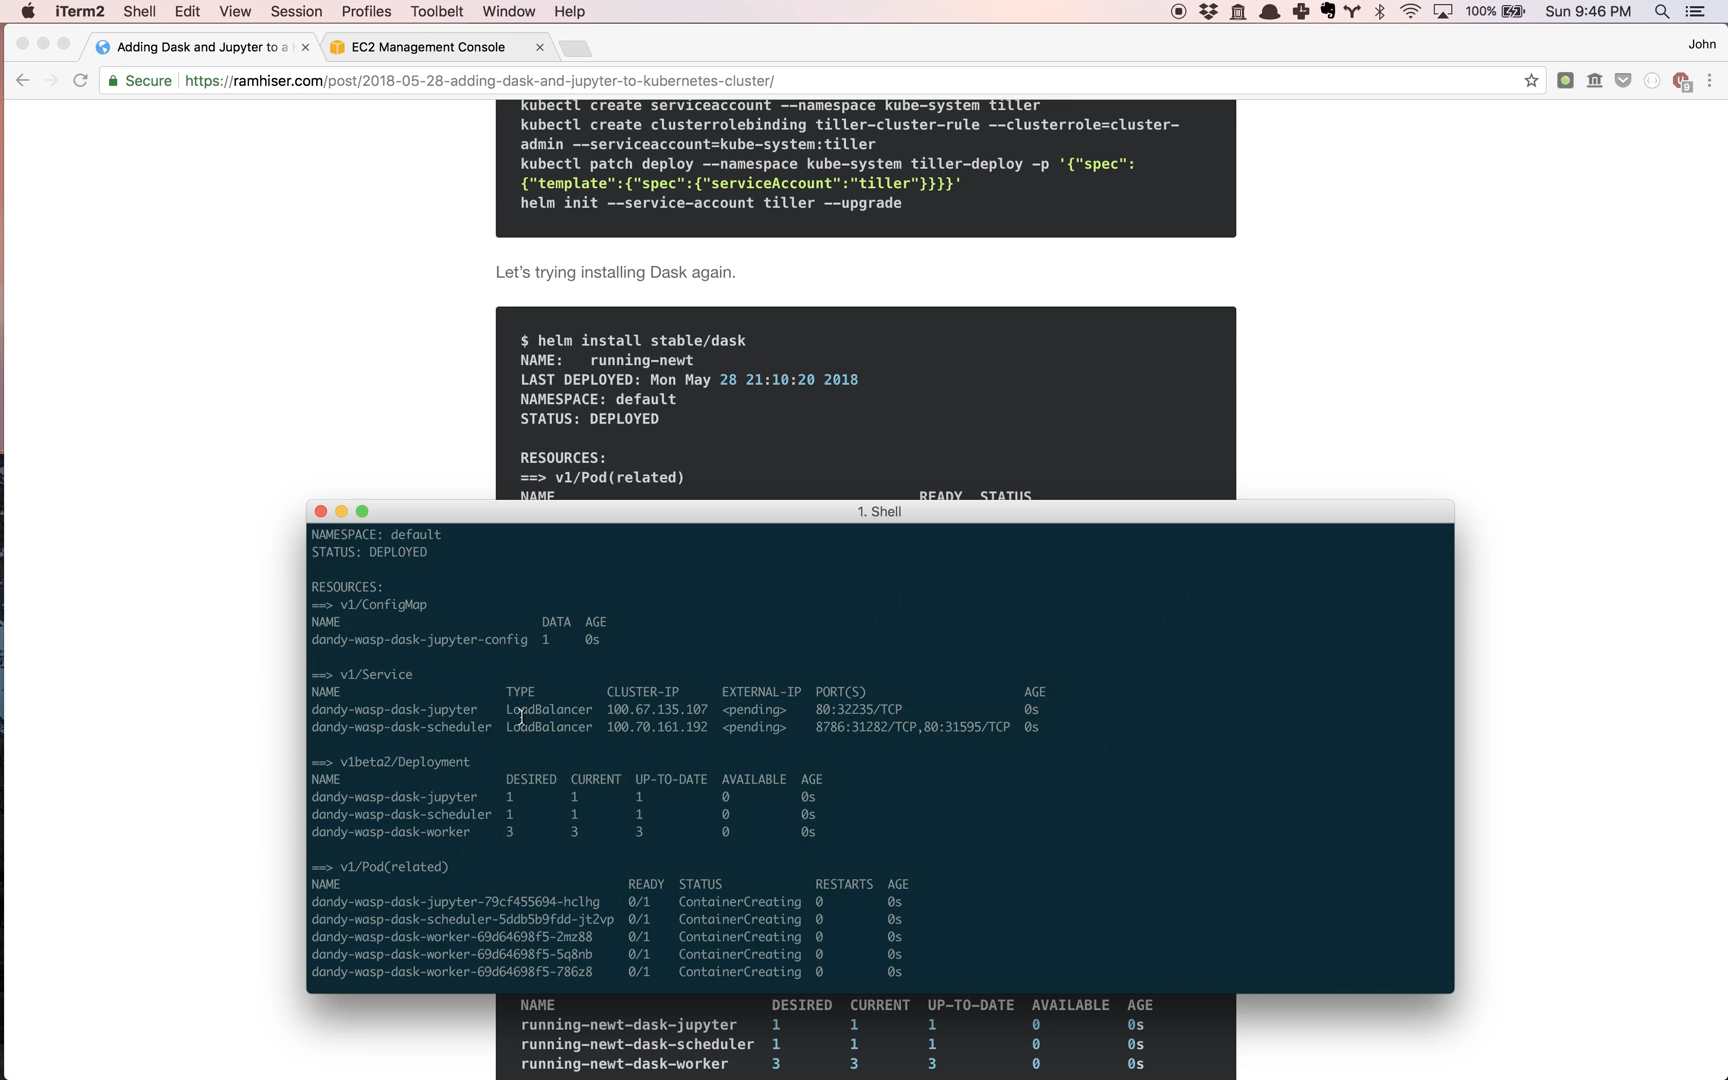 iTerm2 Shell Edit View Session Profiles Toolbelt Window Help 100% Sun 9:46 PM
Adding Dask and Jupyter to a EC2 Management Console John
Secure https://ramhiser.com/post/2018-05-28-adding-dask-and-jupyter-to-kubernetes-cluster/ 9
kubectl create serviceaccount --namespace kube-system tiller
kubectl create clusterrolebinding tiller-cluster-rule --clusterrole=cluster-
admin --serviceaccount=kube-system:tiller
kubectl patch deploy --namespace kube-system tiller-deploy -p '{"spec":
{"template":{"spec":{"serviceAccount":"tiller"}}}}'
helm init --service-account tiller --upgrade
Let's trying installing Dask again.
$ helm install stable/dask
NAME: running-newt
LAST DEPLOYED: Mon May 28 21:10:20 2018
NAMESPACE: default
STATUS: DEPLOYED
RESOURCES:
==> v1/Pod(related)
NAME READY STATUS
1. Shell
NAMESPACE: default
STATUS: DEPLOYED
RESOURCES:
==> v1/ConfigMap
NAME DATA AGE
dandy-wasp-dask-jupyter-config 1 0s
==> v1/Service
NAME TYPE CLUSTER-IP EXTERNAL-IP PORT(S) AGE
dandy-wasp-dask-jupyter LoadBalancer 100.67.135.107 <pending> 80:32235/TCP 0s
dandy-wasp-dask-scheduler LoadBalancer 100.70.161.192 <pending> 8786:31282/TCP,80:31595/TCP 0s
==> v1beta2/Deployment
NAME DESIRED CURRENT UP-TO-DATE AVAILABLE AGE
dandy-wasp-dask-jupyter 1 1 1 0 0s
dandy-wasp-dask-scheduler 1 1 1 0 0s
dandy-wasp-dask-worker 3 3 3 0 0s
==> v1/Pod(related)
NAME READY STATUS RESTARTS AGE
dandy-wasp-dask-jupyter-79cf455694-hclhg 0/1 ContainerCreating 0 0s
dandy-wasp-dask-scheduler-5ddb5b9fdd-jt2vp 0/1 ContainerCreating 0 0s
dandy-wasp-dask-worker-69d64698f5-2mz88 0/1 ContainerCreating 0 0s
dandy-wasp-dask-worker-69d64698f5-5q8nb 0/1 ContainerCreating 0 0s
dandy-wasp-dask-worker-69d64698f5-786z8 0/1 ContainerCreating 0 0s
NAME DESIRED CURRENT UP-TO-DATE AVAILABLE AGE
running-newt-dask-jupyter 1 1 1 0 0s
running-newt-dask-scheduler 1 1 1 0 0s
running-newt-dask-worker 3 3 3 0 0s